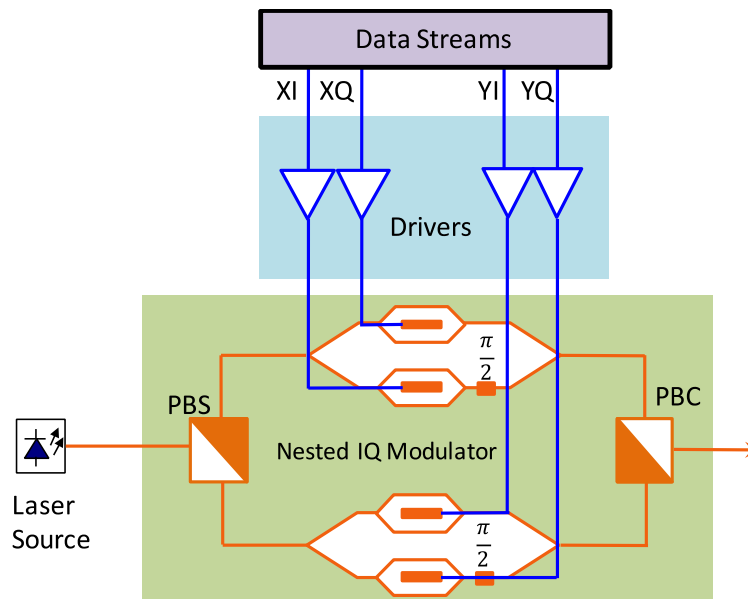 Data Streams
XI XQ YI YQ
Drivers
π
2
PBS
PBC
Nested IQ Modulator
Laser
Source
π
2